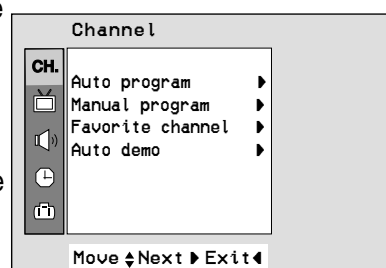 e
Channel
CH.
Auto program ▶
Manual program ▶
Favorite channel ▶
Auto demo ▶
e
Move ▲▼ Next ▶ Exit ◀